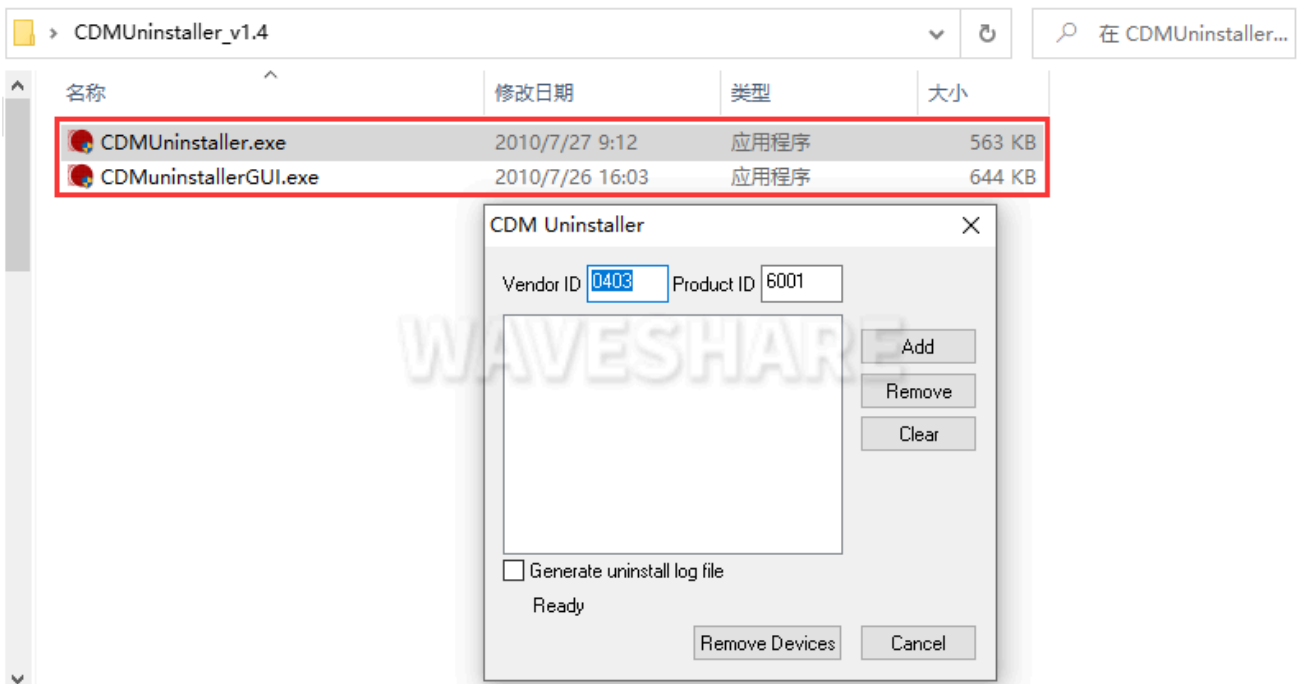 CDMUninstaller_v1.4
在 CDMUninstaller...
名称 修改日期 类型 大小
CDMUninstaller.exe 2010/7/27 9:12 应用程序 563 KB
CDMuninstallerGUI.exe 2010/7/26 16:03 应用程序 644 KB
CDM Uninstaller
Vendor ID 0403 Product ID 6001
WAVESHARE
Add
Remove
Clear
Generate uninstall log file
Ready
Remove Devices Cancel